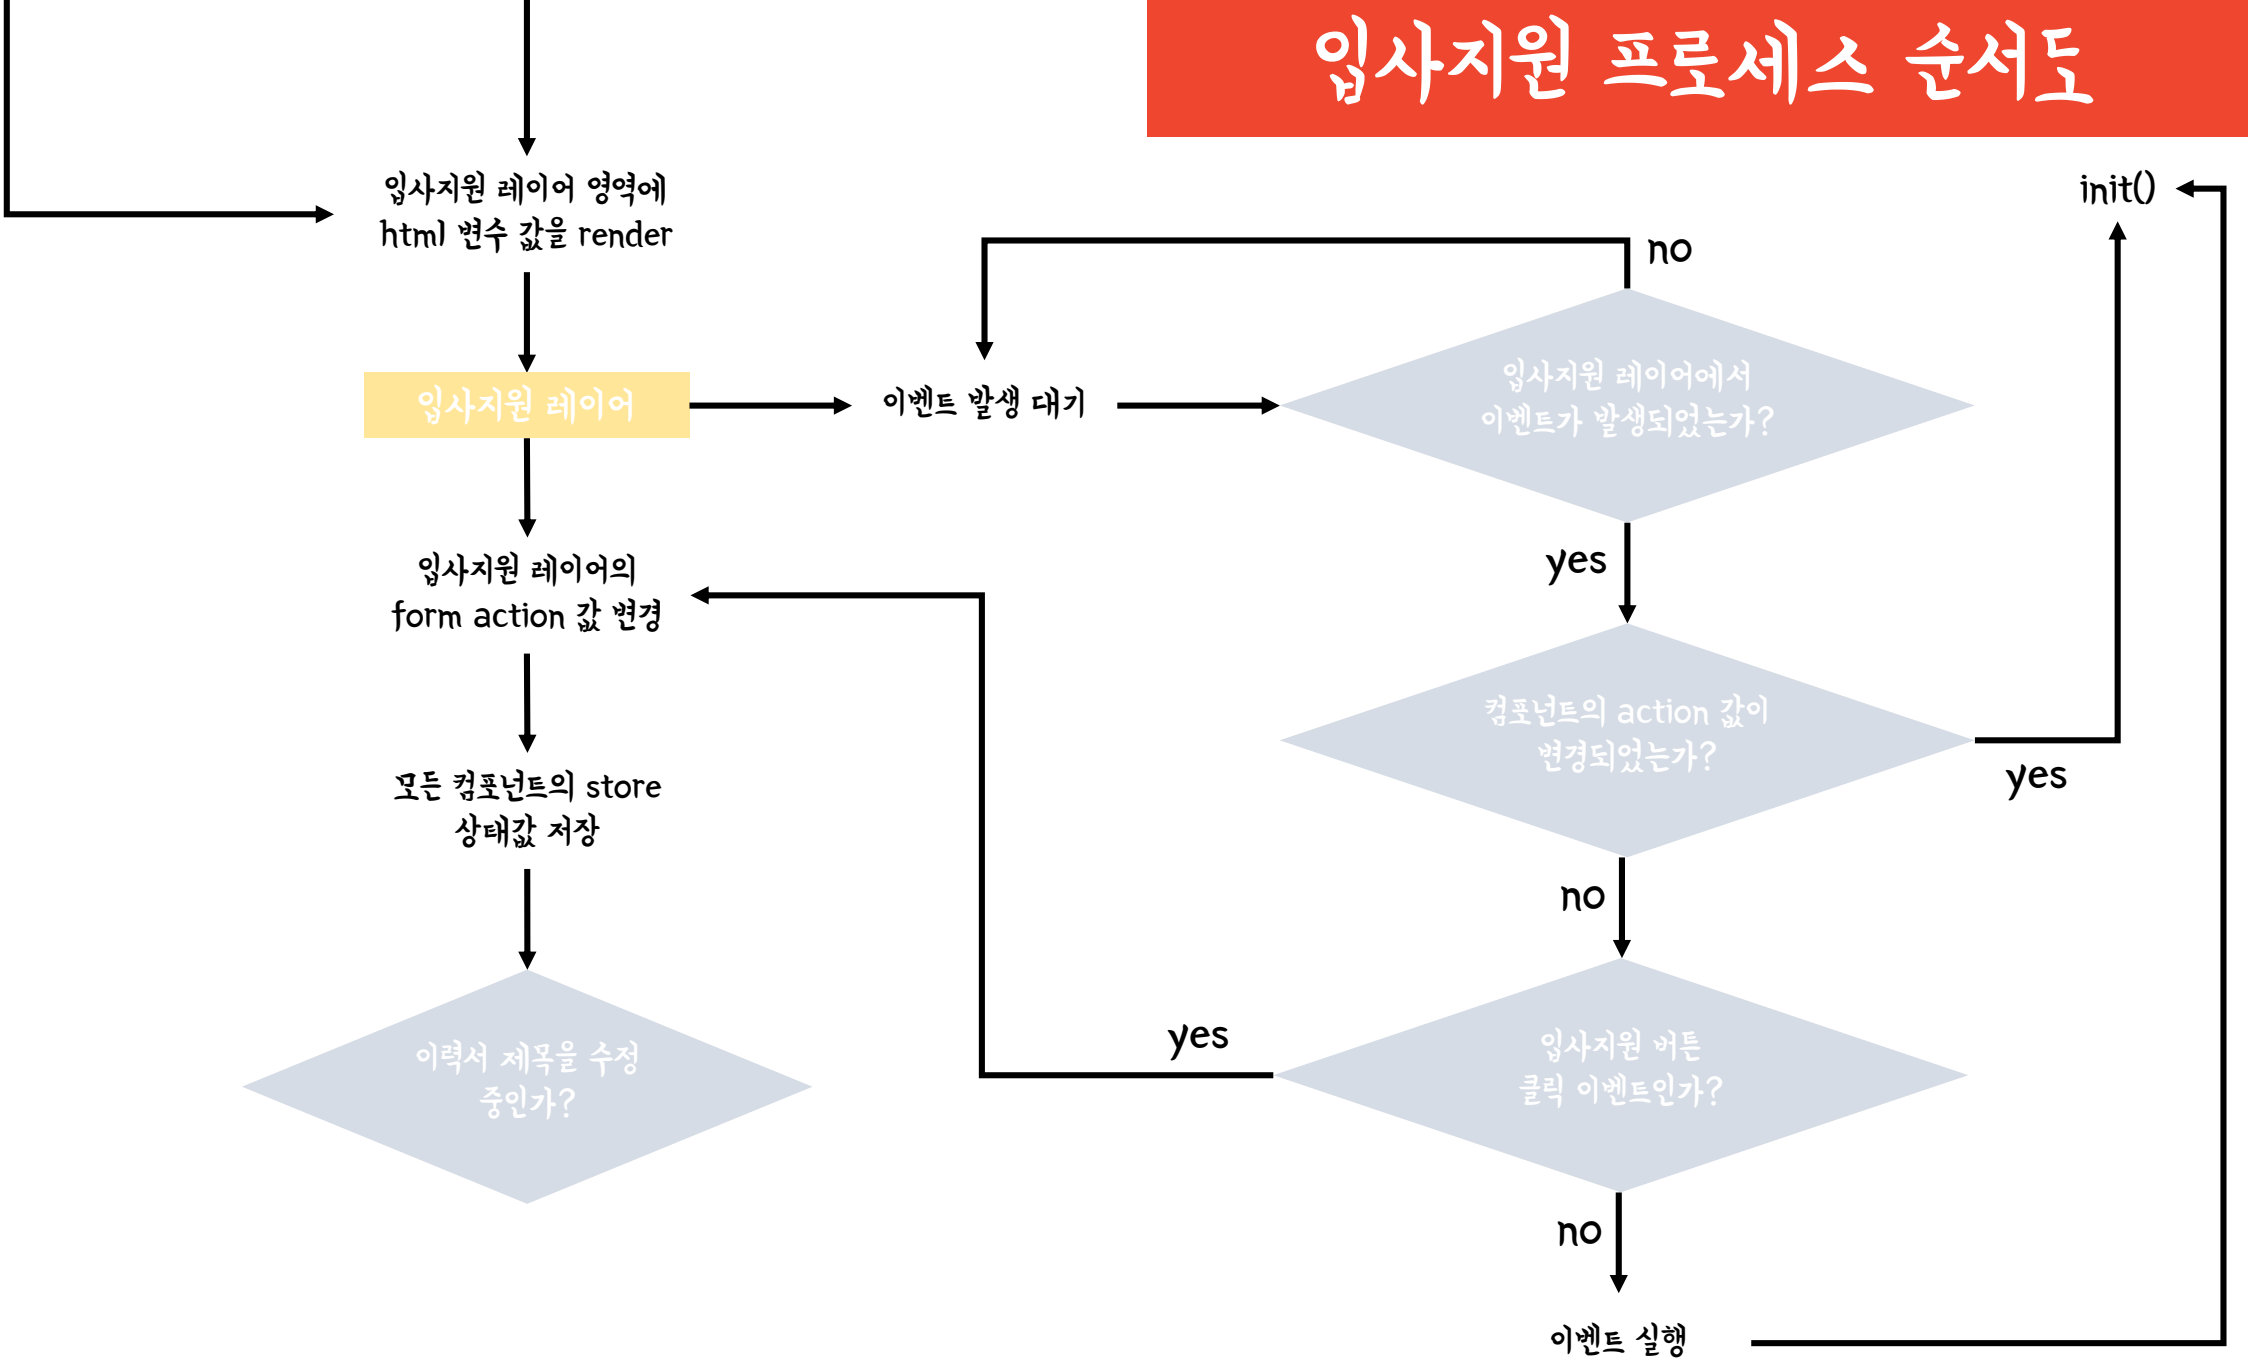 입사지원 프로세스 순서도
입사지원 레이어 영역에
html 변수 값을 render
init()
no
입사지원 레이어
이벤트 발생 대기
입사지원 레이어에서
이벤트가 발생되었는가?
yes
입사지원 레이어의
form action 값 변경
컴포넌트의 action 값이
변경되었는가?
yes
모든 컴포넌트의 store
상태값 저장
no
이력서 제목을 수정
중인가?
yes
입사지원 버튼
클릭 이벤트인가?
no
이벤트 실행